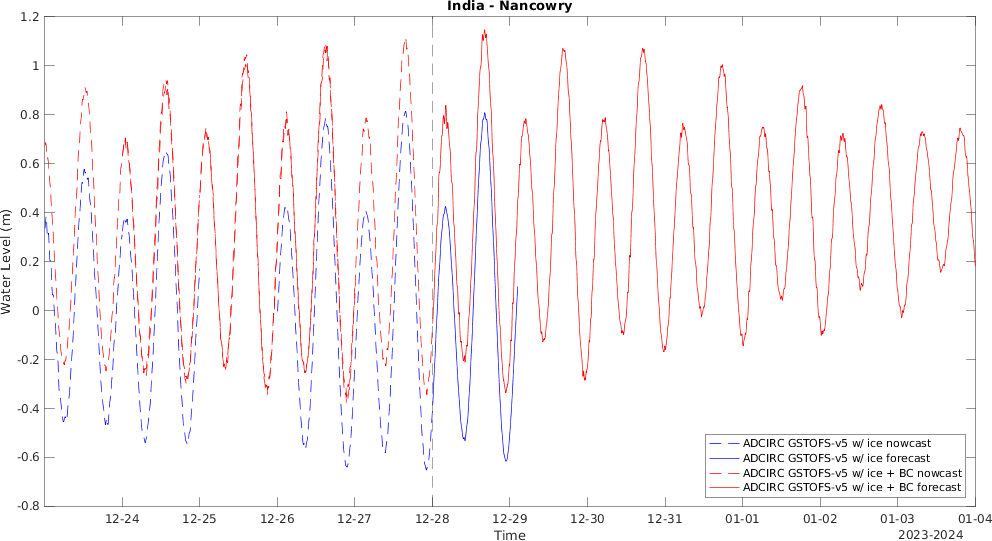 India - Nancowry
Water Level (m)
1.2
1
0.8
0.6
0.4
0.2
0
-0.2
-0.4
-0.6
-0.8
ADCIRC GSTOFS-v5 w/ ice nowcast
ADCIRC GSTOFS-v5 w/ ice forecast
ADCIRC GSTOFS-v5 w/ ice + BC nowcast
ADCIRC GSTOFS-v5 w/ ice + BC forecast
12-24 12-25 12-26 12-27 12-28 12-29 12-30 12-31 01-01 01-02 01-03 01-04
Time
2023-2024